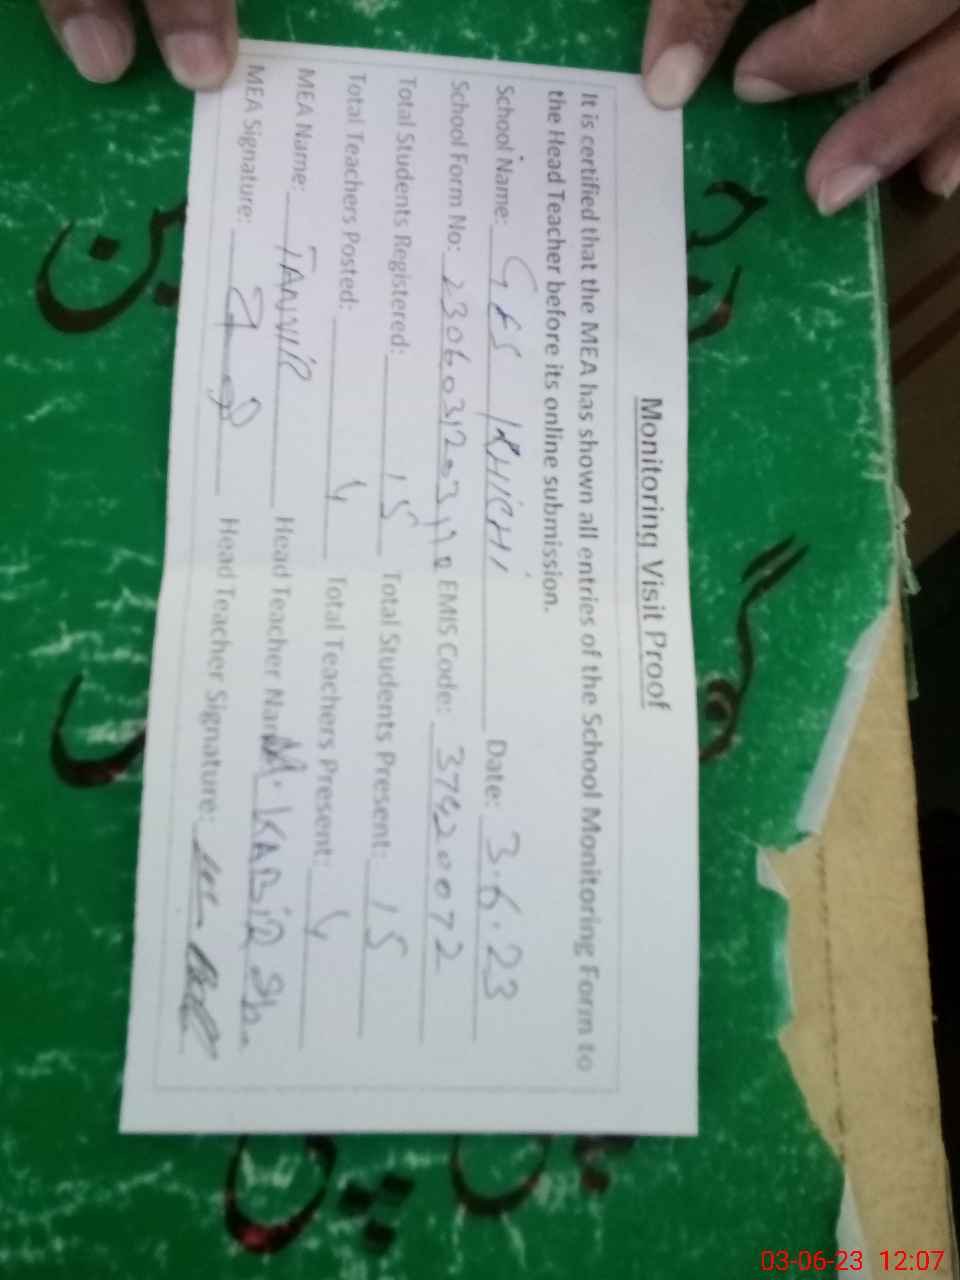 Monitoring Visit Proof
It is certified that the MEA has shown all entries of the School Monitoring Form to
the Head Teacher before its online submission.
School Name: GES KHICHI Date: 3.6.23
School Form No: EMIS Code: 37420072
Total Students Registered: 15 Total Students Present: 15
Total Teachers Posted: 4 Total Teachers Present: 4
MEA Name: TANVIR Head Teacher Name M. KABIR Sh
MEA Signature: Head Teacher Signature:
03-06-23 12:07